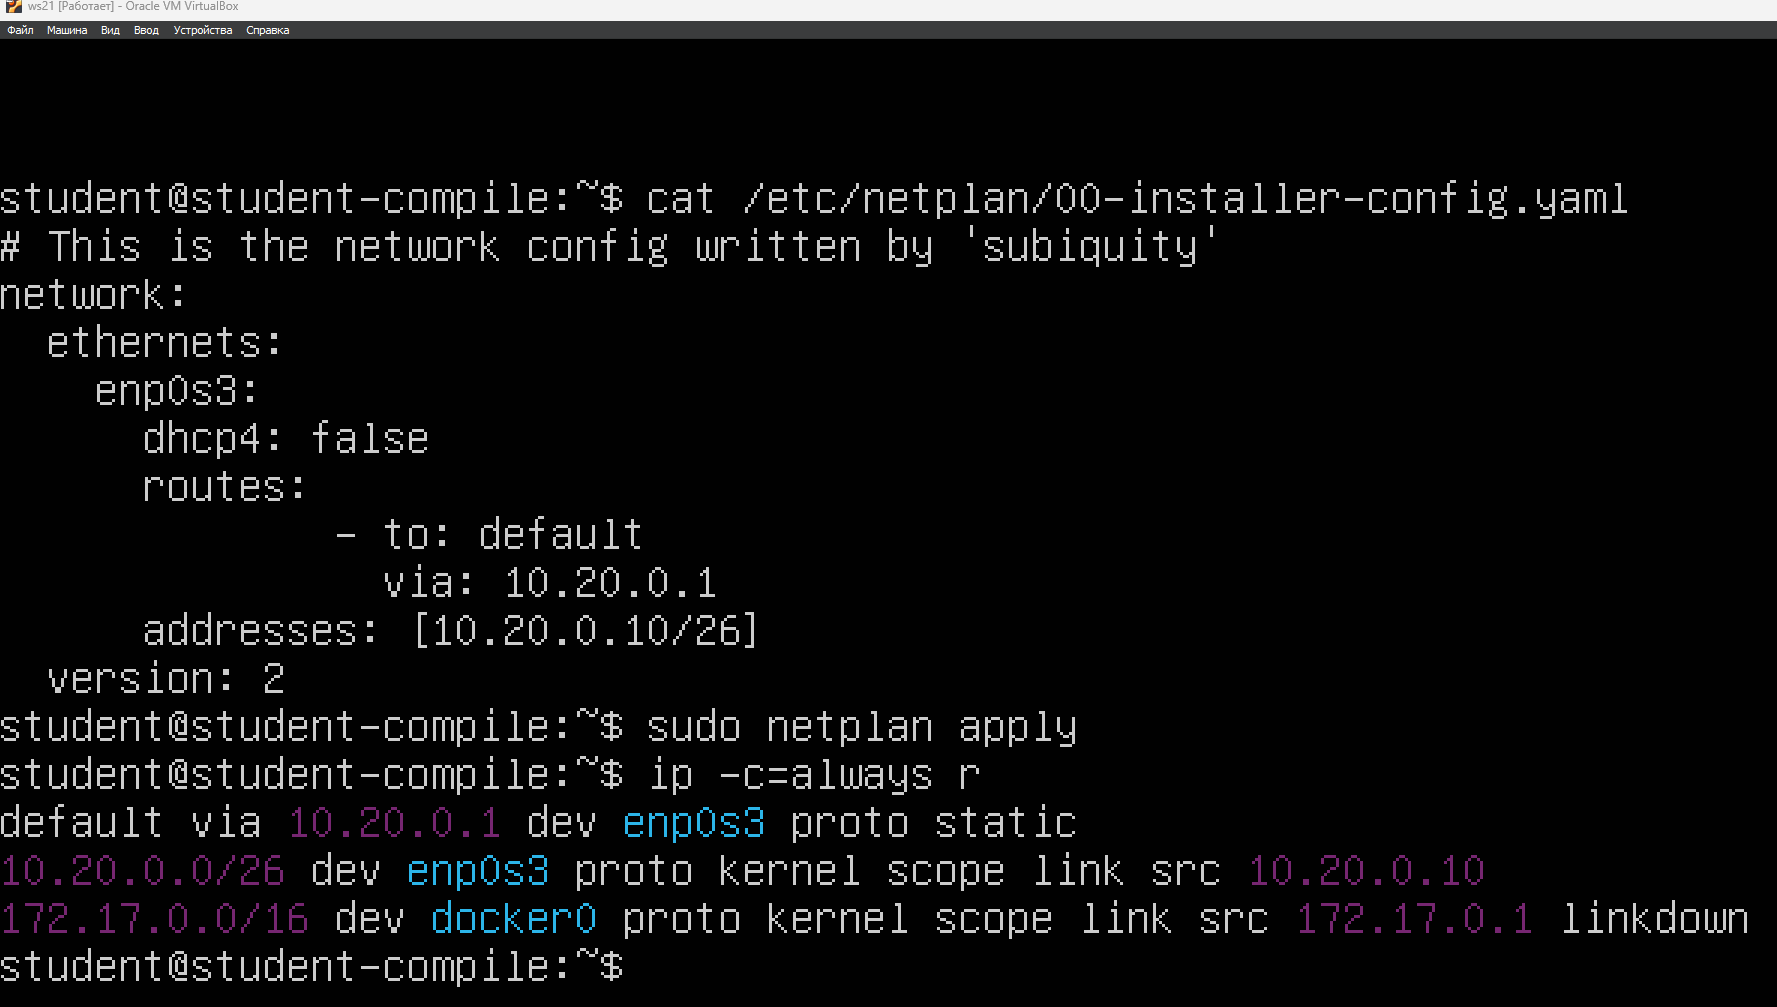 ws21 [Работает] - Oracle VM VirtualBox
Файл Машина Вид Ввод Устройства Справка
student@student-compile:~$ cat /etc/netplan/00-installer-config.yaml
# This is the network config written by 'subiquity'
network:
  ethernets:
    enp0s3:
      dhcp4: false
      routes:
              - to: default
                via: 10.20.0.1
      addresses: [10.20.0.10/26]
  version: 2
student@student-compile:~$ sudo netplan apply
student@student-compile:~$ ip -c=always r
default via 10.20.0.1 dev enp0s3 proto static
10.20.0.0/26 dev enp0s3 proto kernel scope link src 10.20.0.10
172.17.0.0/16 dev docker0 proto kernel scope link src 172.17.0.1 linkdown
student@student-compile:~$